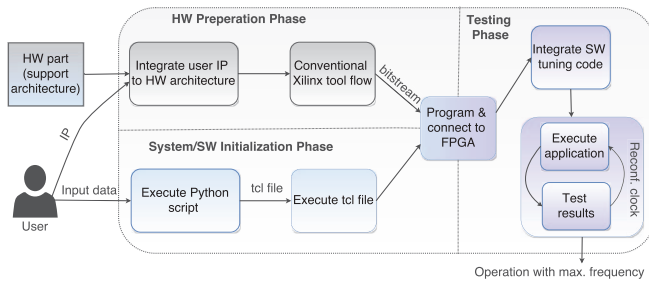 HW Preperation Phase
Testing
Phase
HW part
(support
architecture)
Integrate user IP
to HW architecture
Conventional
Xilinx tool flow
bitstream
Integrate SW
tuning code
Program &
connect to
FPGA
IP
System/SW Initialization Phase
Execute
application
Reconf. clock
Test
results
Input data
Execute Python
script
tcl file
Execute tcl file
User
Operation with max. frequency